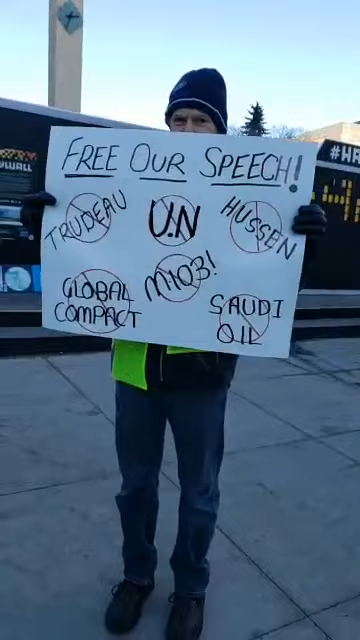 FREE OUR SPEECH!
TRUDEAU
U.N
HUSSEN
GLOBAL
COMPACT
M103!
SAUDI
OIL